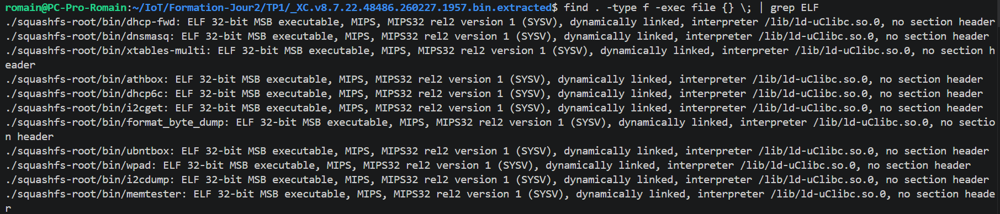 romain@PC-Pro-Romain:~/IoT/Formation-Jour2/TP1/_XC.v8.7.22.48486.260227.1957.bin.extracted$ find . -type f -exec file {} \; | grep ELF
./squashfs-root/bin/dhcp-fwd: ELF 32-bit MSB executable, MIPS, MIPS32 rel2 version 1 (SYSV), dynamically linked, interpreter /lib/ld-uClibc.so.0, no section header
./squashfs-root/bin/dnsmasq: ELF 32-bit MSB executable, MIPS, MIPS32 rel2 version 1 (SYSV), dynamically linked, interpreter /lib/ld-uClibc.so.0, no section header
./squashfs-root/bin/xtables-multi: ELF 32-bit MSB executable, MIPS, MIPS32 rel2 version 1 (SYSV), dynamically linked, interpreter /lib/ld-uClibc.so.0, no section h
eader
./squashfs-root/bin/athbox: ELF 32-bit MSB executable, MIPS, MIPS32 rel2 version 1 (SYSV), dynamically linked, interpreter /lib/ld-uClibc.so.0, no section header
./squashfs-root/bin/dhcp6c: ELF 32-bit MSB executable, MIPS, MIPS32 rel2 version 1 (SYSV), dynamically linked, interpreter /lib/ld-uClibc.so.0, no section header
./squashfs-root/bin/i2cget: ELF 32-bit MSB executable, MIPS, MIPS32 rel2 version 1 (SYSV), dynamically linked, interpreter /lib/ld-uClibc.so.0, no section header
./squashfs-root/bin/format_byte_dump: ELF 32-bit MSB executable, MIPS, MIPS32 rel2 version 1 (SYSV), dynamically linked, interpreter /lib/ld-uClibc.so.0, no sectio
n header
./squashfs-root/bin/ubntbox: ELF 32-bit MSB executable, MIPS, MIPS32 rel2 version 1 (SYSV), dynamically linked, interpreter /lib/ld-uClibc.so.0, no section header
./squashfs-root/bin/wpad: ELF 32-bit MSB executable, MIPS, MIPS32 rel2 version 1 (SYSV), dynamically linked, interpreter /lib/ld-uClibc.so.0, no section header
./squashfs-root/bin/i2cdump: ELF 32-bit MSB executable, MIPS, MIPS32 rel2 version 1 (SYSV), dynamically linked, interpreter /lib/ld-uClibc.so.0, no section header
./squashfs-root/bin/memtester: ELF 32-bit MSB executable, MIPS, MIPS32 rel2 version 1 (SYSV), dynamically linked, interpreter /lib/ld-uClibc.so.0, no section heade
r